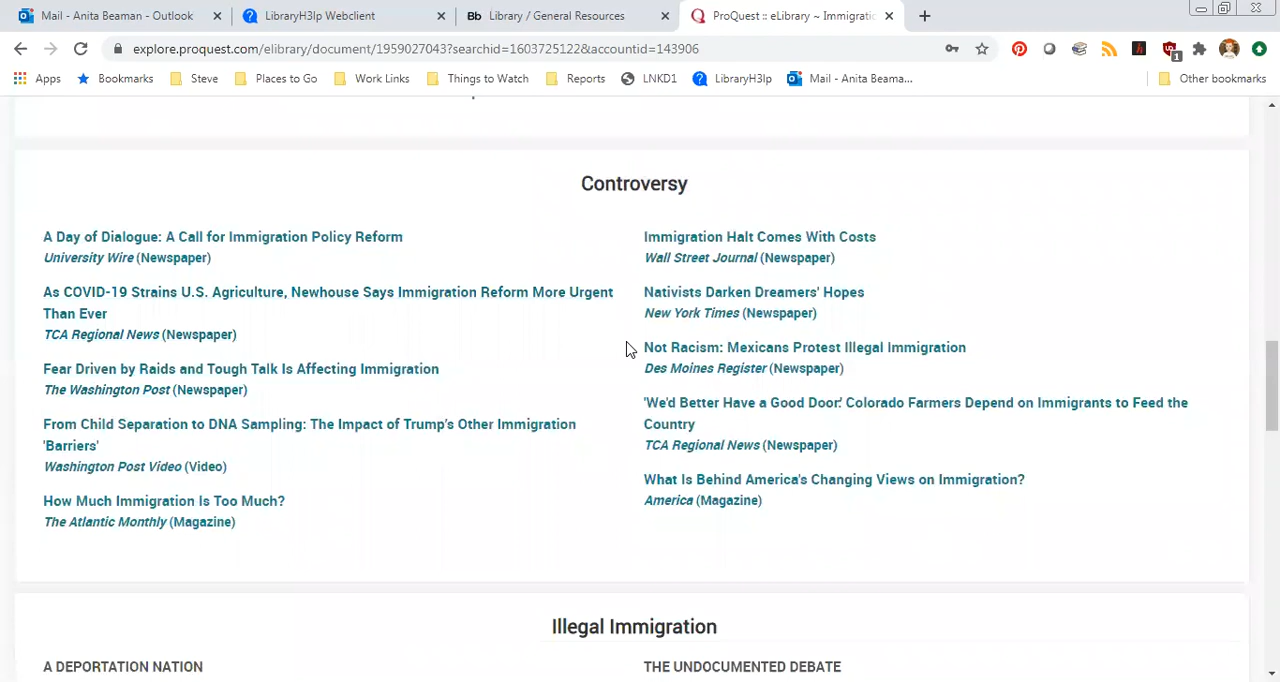 Mail - Anita Beaman - Outlook
LibraryH3lp Webclient
Bb Library / General Resources
ProQuest :: eLibrary ~ Immigrati
explore.proquest.com/elibrary/document/1959027043?searchid=1603725122&accountid=143906
1
Apps
Bookmarks
Steve
Places to Go
Work Links
Things to Watch
Reports
LNKD1
LibraryH3lp
Mail - Anita Beama...
Other bookmarks
Controversy
A Day of Dialogue: A Call for Immigration Policy Reform
University Wire (Newspaper)
As COVID-19 Strains U.S. Agriculture, Newhouse Says Immigration Reform More Urgent
Than Ever
TCA Regional News (Newspaper)
Fear Driven by Raids and Tough Talk Is Affecting Immigration
The Washington Post (Newspaper)
From Child Separation to DNA Sampling: The Impact of Trump's Other Immigration
'Barriers'
Washington Post Video (Video)
How Much Immigration Is Too Much?
The Atlantic Monthly (Magazine)
Immigration Halt Comes With Costs
Wall Street Journal (Newspaper)
Nativists Darken Dreamers' Hopes
New York Times (Newspaper)
Not Racism: Mexicans Protest Illegal Immigration
Des Moines Register (Newspaper)
'We'd Better Have a Good Door.' Colorado Farmers Depend on Immigrants to Feed the
Country
TCA Regional News (Newspaper)
What Is Behind America's Changing Views on Immigration?
America (Magazine)
Illegal Immigration
A DEPORTATION NATION
THE UNDOCUMENTED DEBATE